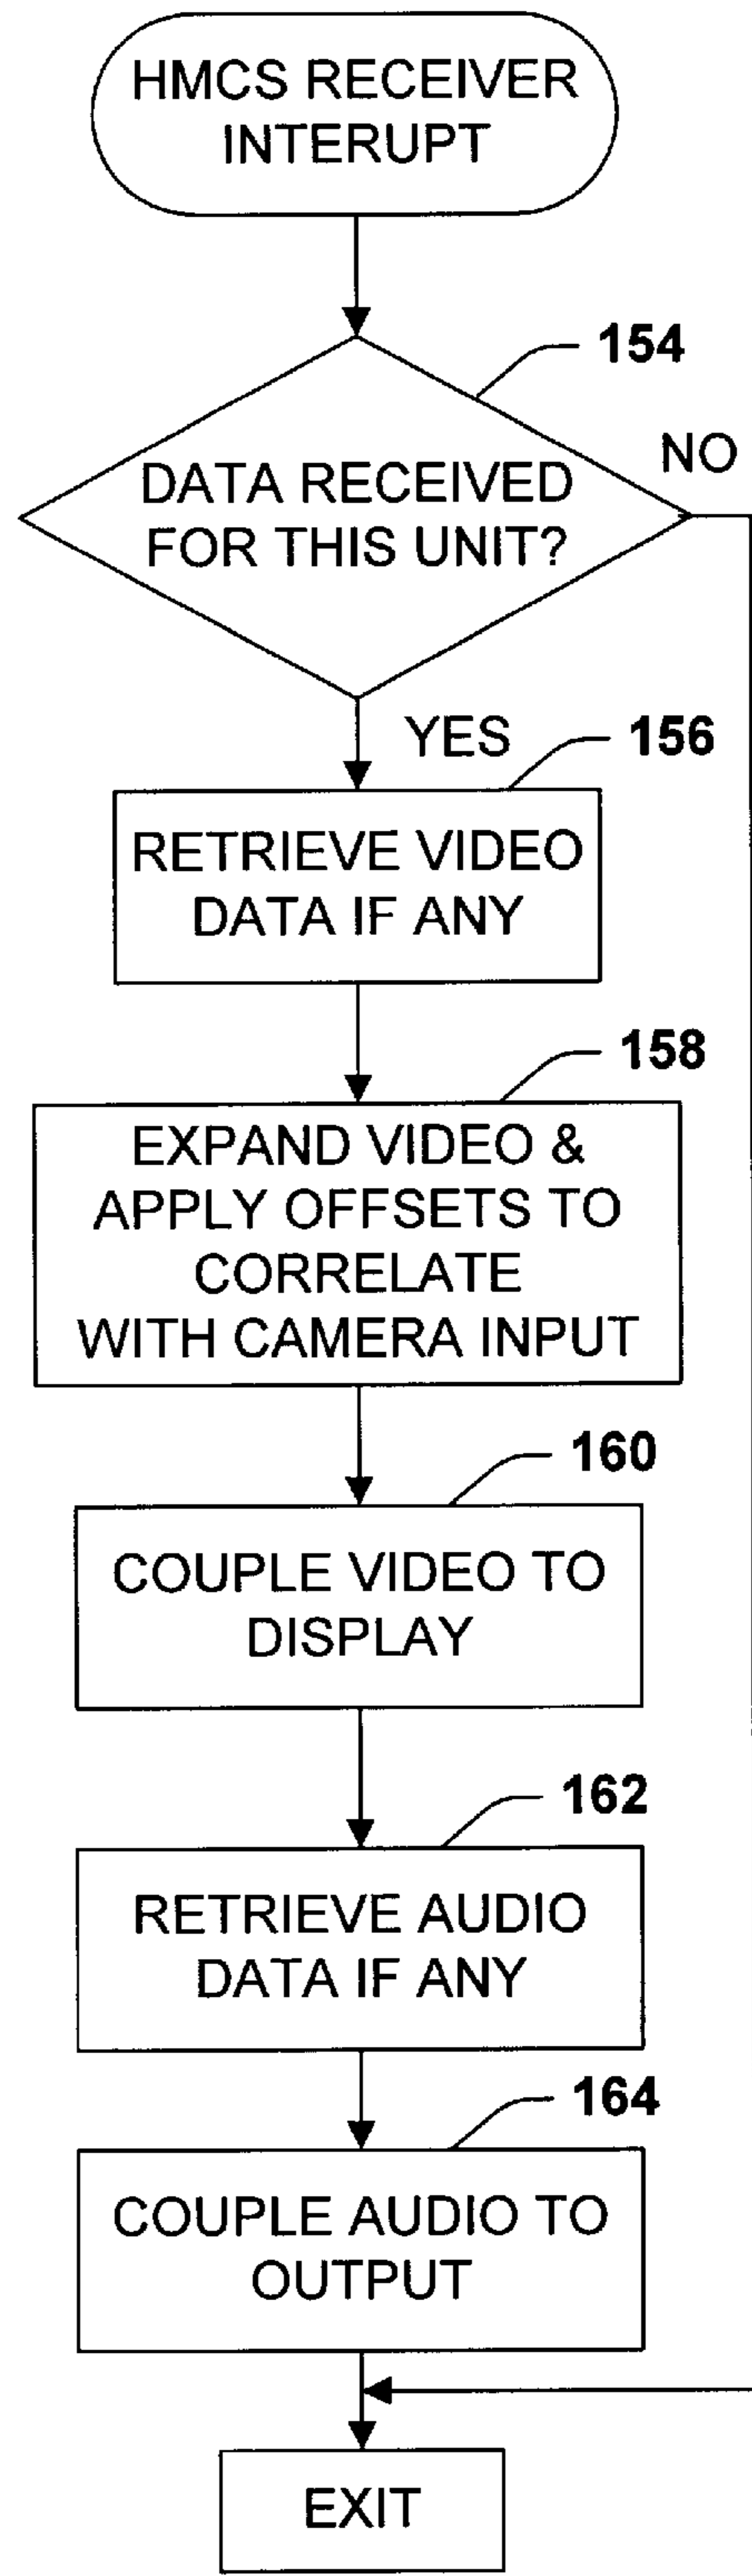 HMCS RECEIVER
INTERUPT
154
NO
DATA RECEIVED
FOR THIS UNIT?
YES
156
RETRIEVE VIDEO
DATA IF ANY
158
EXPAND VIDEO &
APPLY OFFSETS TO
CORRELATE
WITH CAMERA INPUT
160
COUPLE VIDEO TO
DISPLAY
162
RETRIEVE AUDIO
DATA IF ANY
164
COUPLE AUDIO TO
OUTPUT
EXIT